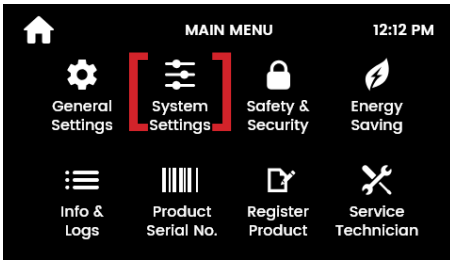 MAIN MENU 12:12 PM
General Settings
System Settings
Safety & Security
Energy Saving
Info & Logs
Product Serial No.
Register Product
Service Technician